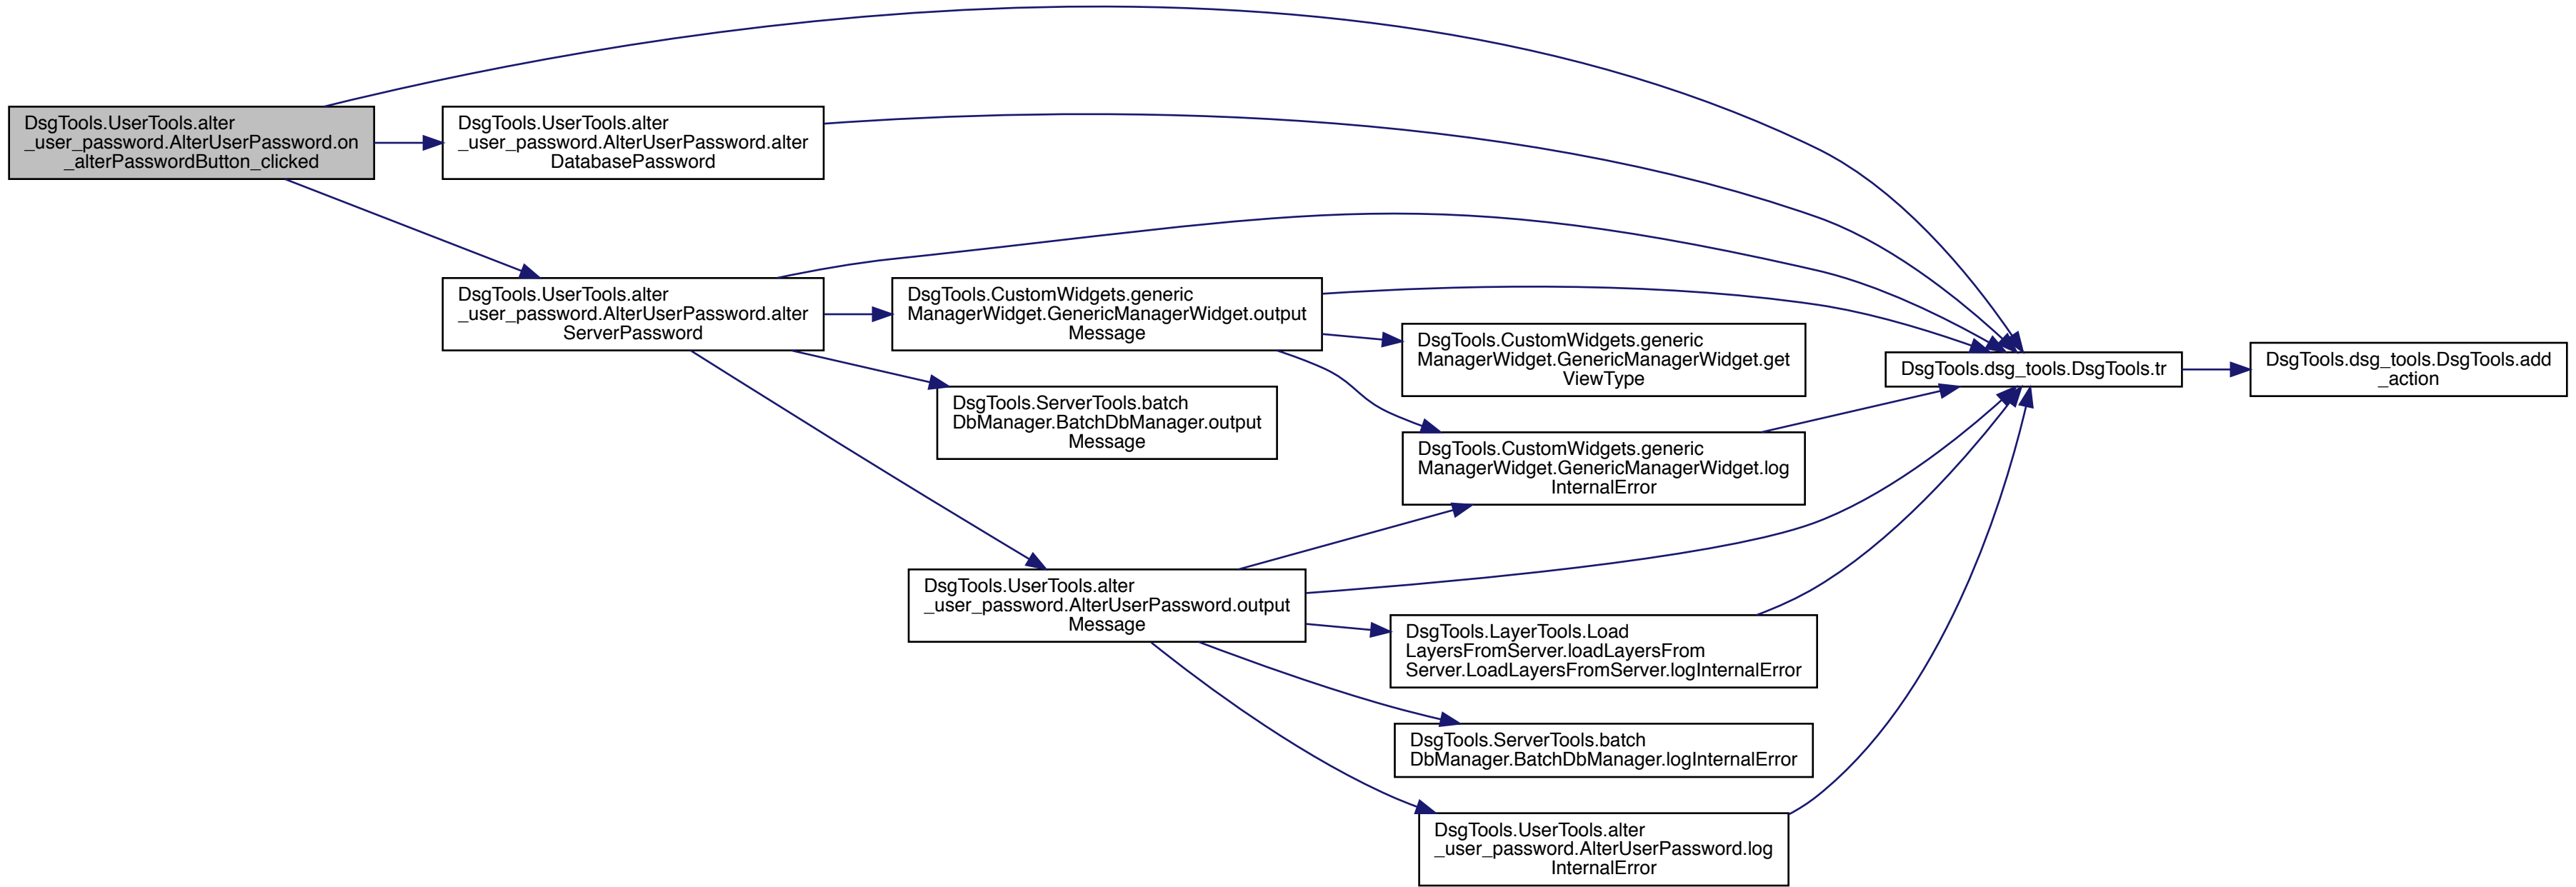 DsgTools.UserTools.alter
_user_password.AlterUserPassword.on
_alterPasswordButton_clicked
DsgTools.UserTools.alter
_user_password.AlterUserPassword.alter
DatabasePassword
DsgTools.UserTools.alter
_user_password.AlterUserPassword.alter
ServerPassword
DsgTools.CustomWidgets.generic
ManagerWidget.GenericManagerWidget.output
Message
DsgTools.ServerTools.batch
DbManager.BatchDbManager.output
Message
DsgTools.UserTools.alter
_user_password.AlterUserPassword.output
Message
DsgTools.CustomWidgets.generic
ManagerWidget.GenericManagerWidget.get
ViewType
DsgTools.CustomWidgets.generic
ManagerWidget.GenericManagerWidget.log
InternalError
DsgTools.LayerTools.Load
LayersFromServer.loadLayersFrom
Server.LoadLayersFromServer.logInternalError
DsgTools.ServerTools.batch
DbManager.BatchDbManager.logInternalError
DsgTools.UserTools.alter
_user_password.AlterUserPassword.log
InternalError
DsgTools.dsg_tools.DsgTools.tr
DsgTools.dsg_tools.DsgTools.add
_action